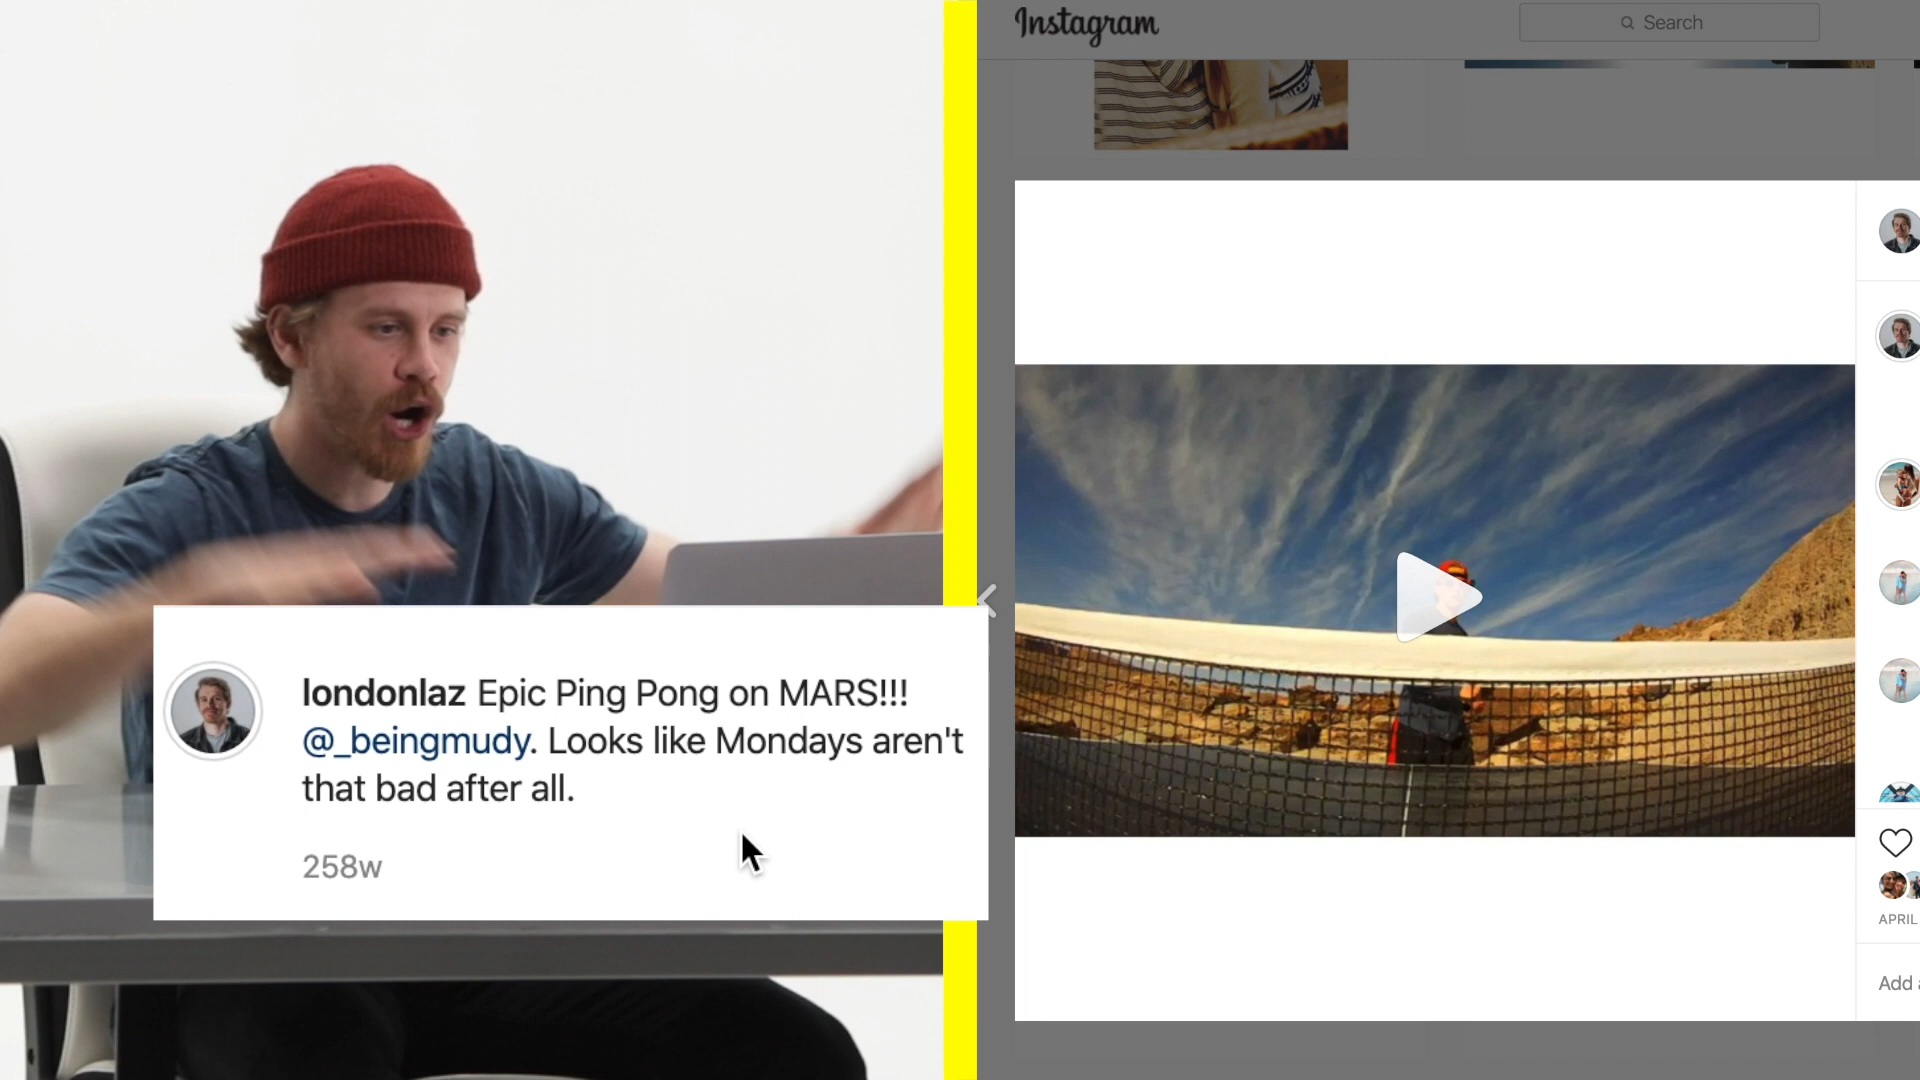 Instagram
Search
londonlaz Epic Ping Pong on MARS!!!
@_beingmudy. Looks like Mondays aren't
that bad after all.
258w
APRIL
Add